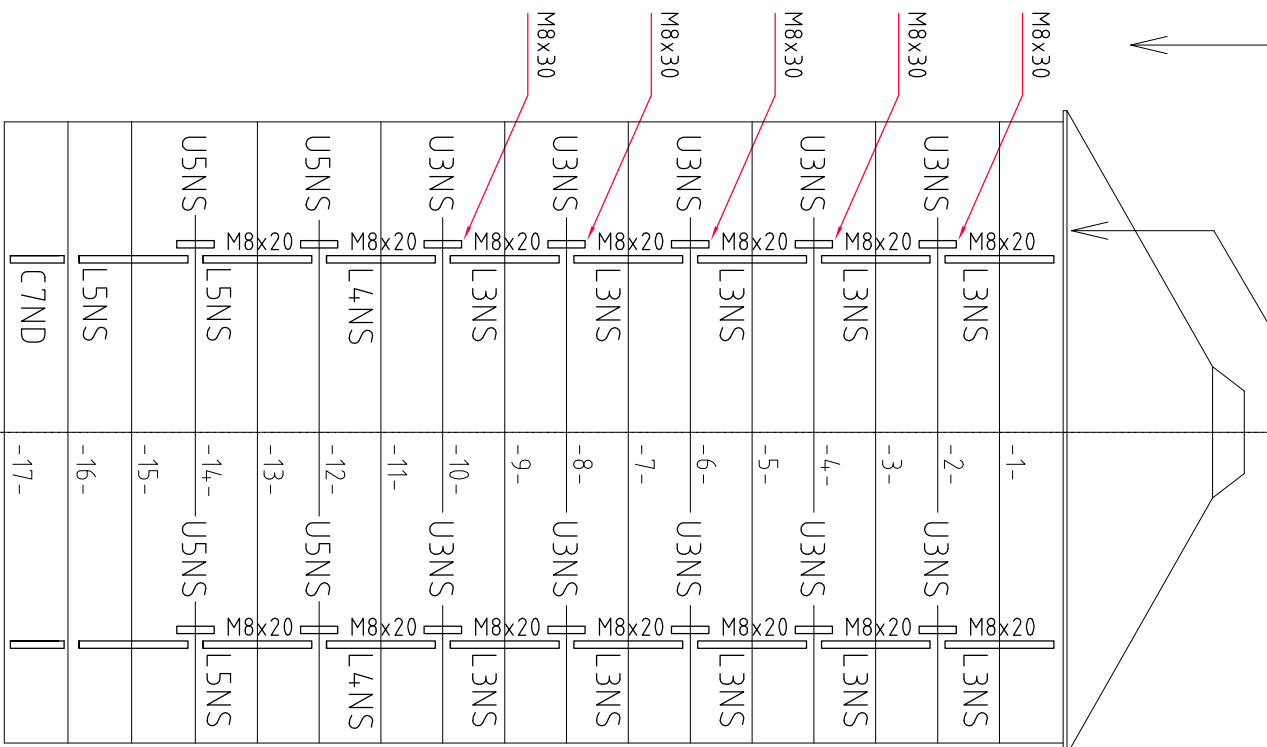 M8x30
M8x30
M8x30
M8x30
M8x30
U5NS
U5NS
U3NS
U3NS
U3NS
U3NS
U3NS
M8x20
M8x20
M8x20
M8x20
M8x20
M8x20
M8x20
C7ND
L5NS
L5NS
L4NS
L3NS
L3NS
L3NS
L3NS
L3NS
-17-
-16-
-15-
-14-
-13-
-12-
-11-
-10-
-9-
-8-
-7-
-6-
-5-
-4-
-3-
-2-
-1-
U5NS
U5NS
U3NS
U3NS
U3NS
U3NS
U3NS
M8x20
M8x20
M8x20
M8x20
M8x20
M8x20
M8x20
L5NS
L4NS
L3NS
L3NS
L3NS
L3NS
L3NS